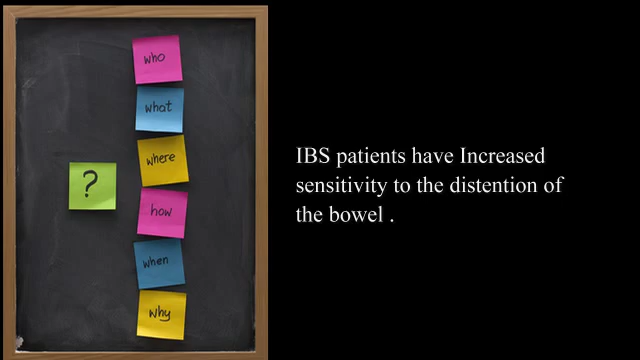 who
what
where
?
how
when
why
IBS patients have Increased
sensitivity to the distention of
the bowel .